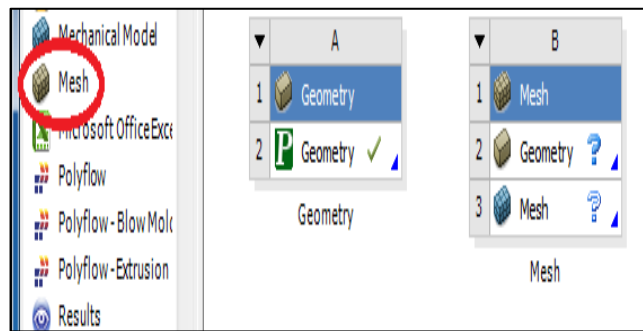 Mechanical Model
Mesh
Microsoft Office Exce
Polyflow
Polyflow - Blow Mold
Polyflow - Extrusion
Results
A
1 Geometry
2 P Geometry
Geometry
B
1 Mesh
2 Geometry ?
3 Mesh ?
Mesh